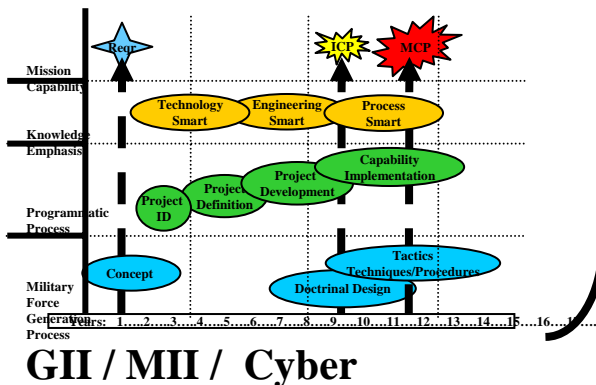 Reqr
ICP
MCP
Mission
Capability
Technology
Smart
Engineering
Smart
Process
Smart
Knowledge
Emphasis
Capability
Implementation
Project
Development
Project
Definition
Project
ID
Programmatic
Process
Tactics
Techniques/Procedures
Concept
Doctrinal Design
Military
Force
Generation
Process
Years: 1.....2.....3.....4.....5.....6.....7.....8.....9.....10.....11.....12.....13.....14.....15.....16.....17
GII / MII / Cyber